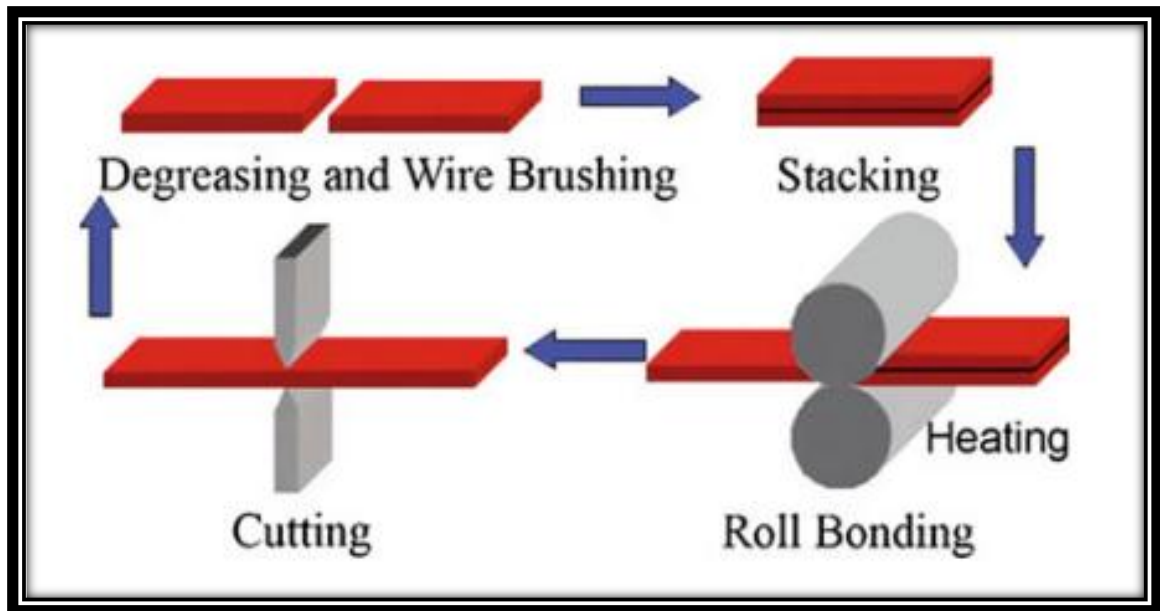 Degreasing and Wire Brushing
Stacking
Heating
Cutting
Roll Bonding